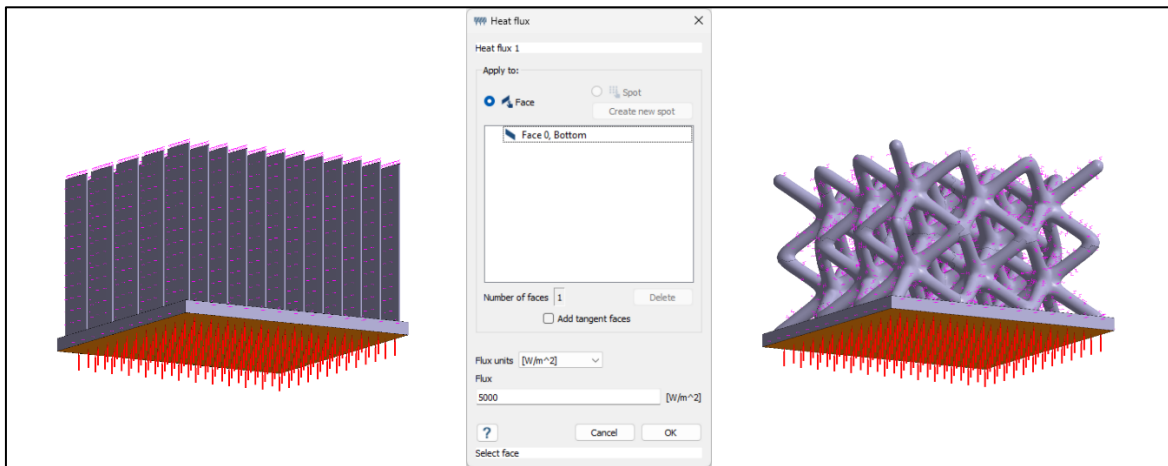 Heat flux
Heat flux 1
Apply to:
Face
Spot
Create new spot
Face 0, Bottom
Number of faces 1
Delete
Add tangent faces
Flux units [W/m^2]
Flux
5000 [W/m^2]
? Cancel OK
Select face